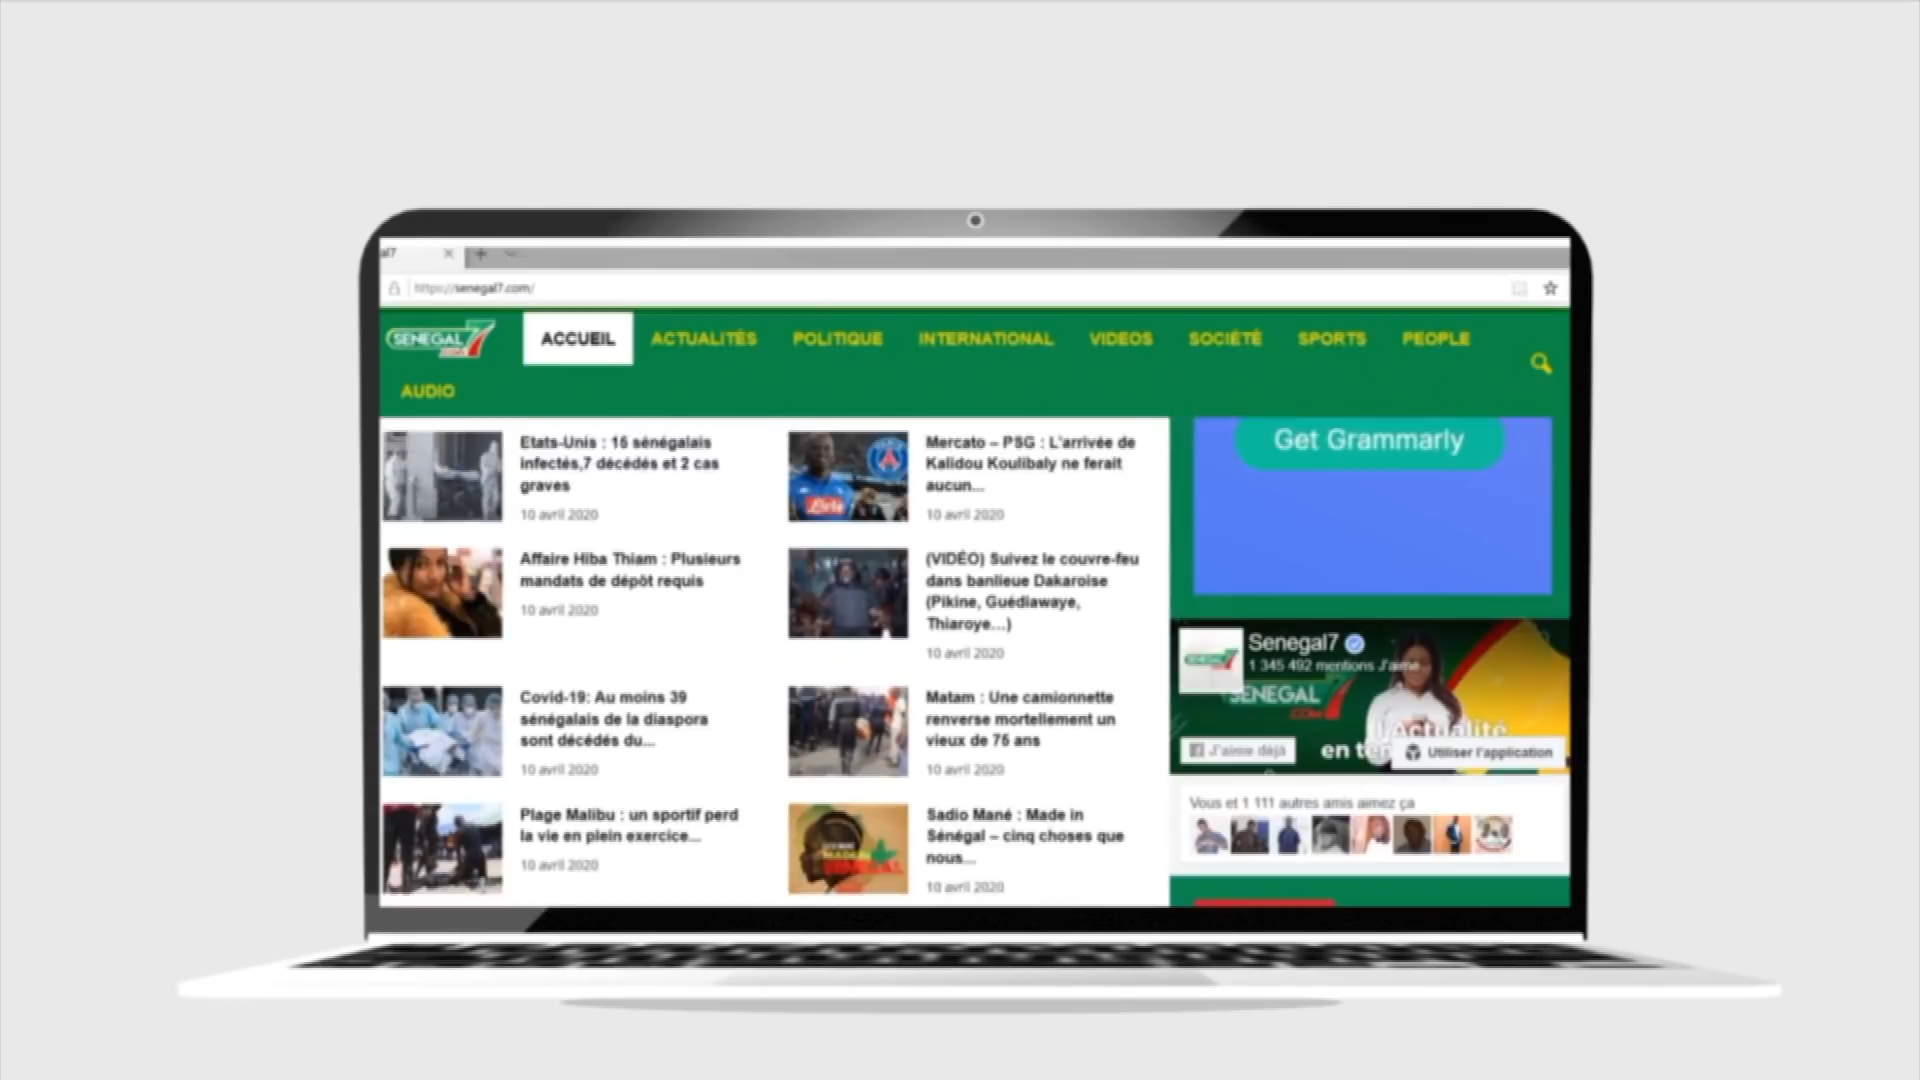 al7
https://senegal7.com/
SENEGAL7
.COM
ACCUEIL
ACTUALITÉS
POLITIQUE
INTERNATIONAL
VIDEOS
SOCIÉTÉ
SPORTS
PEOPLE
AUDIO
Etats-Unis : 15 sénégalais
infectés,7 décédés et 2 cas
graves
10 avril 2020
Mercato – PSG : L'arrivée de
Kalidou Koulibaly ne ferait
aucun...
10 avril 2020
Affaire Hiba Thiam : Plusieurs
mandats de dépôt requis
10 avril 2020
(VIDÉO) Suivez le couvre-feu
dans banlieue Dakaroise
(Pikine, Guédiawaye,
Thiaroye...)
10 avril 2020
Covid-19: Au moins 39
sénégalais de la diaspora
sont décédés du...
10 avril 2020
Matam : Une camionnette
renverse mortellement un
vieux de 75 ans
10 avril 2020
Plage Malibu : un sportif perd
la vie en plein exercice...
10 avril 2020
Sadio Mané : Made in
Sénégal – cinq choses que
nous...
10 avril 2020
Get Grammarly
Senegal7
1 345 492 mentions J'aime
SENEGAL7
.COM
l'Actualité
en te
J'aime déjà
Utiliser l'application
Vous et 1 111 autres amis aimez ça